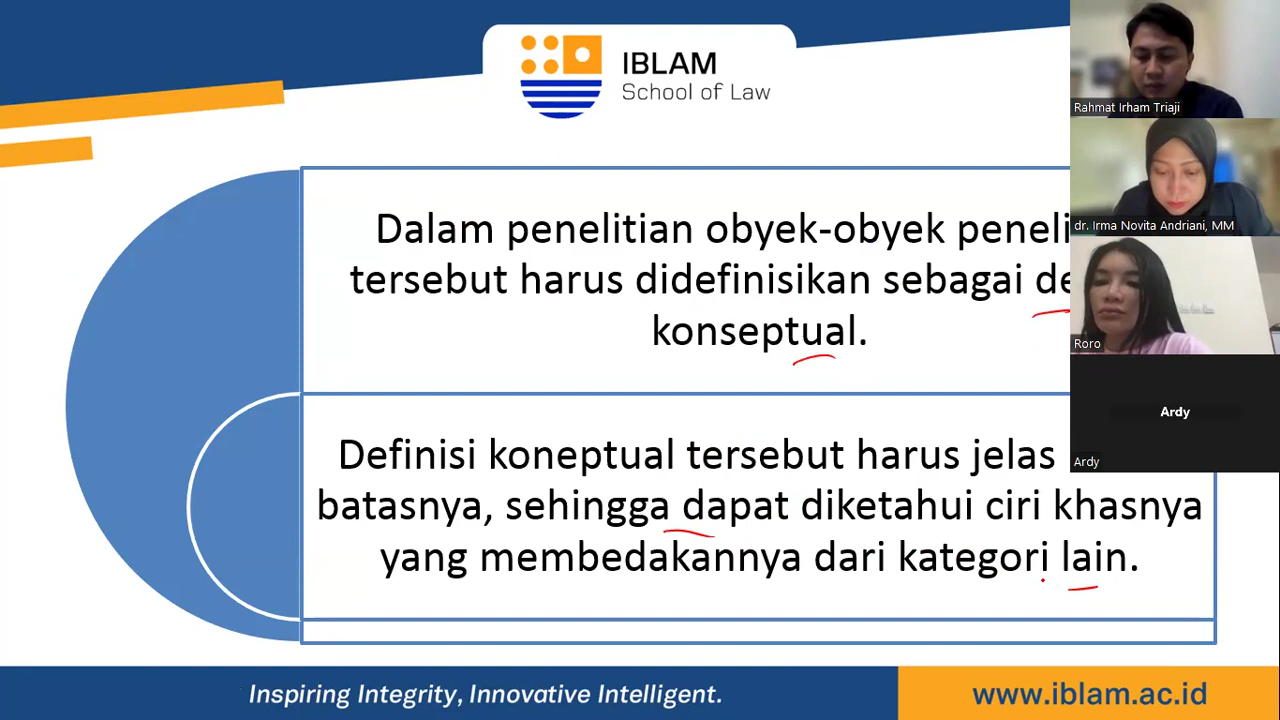 IBLAM
School of Law
Dalam penelitian obyek-obyek
tersebut harus didefinisikan sebagai
konseptual.
Definisi koneptual tersebut harus jelas
batasnya, sehingga dapat diketahui ciri khasnya
yang membedakannya dari kategori lain.
Rahmat Irham Triaji
dr. Irma Novita Andriani, MM
Roro
Ardy
Ardy
Inspiring Integrity, Innovative Intelligent.
www.iblam.ac.id